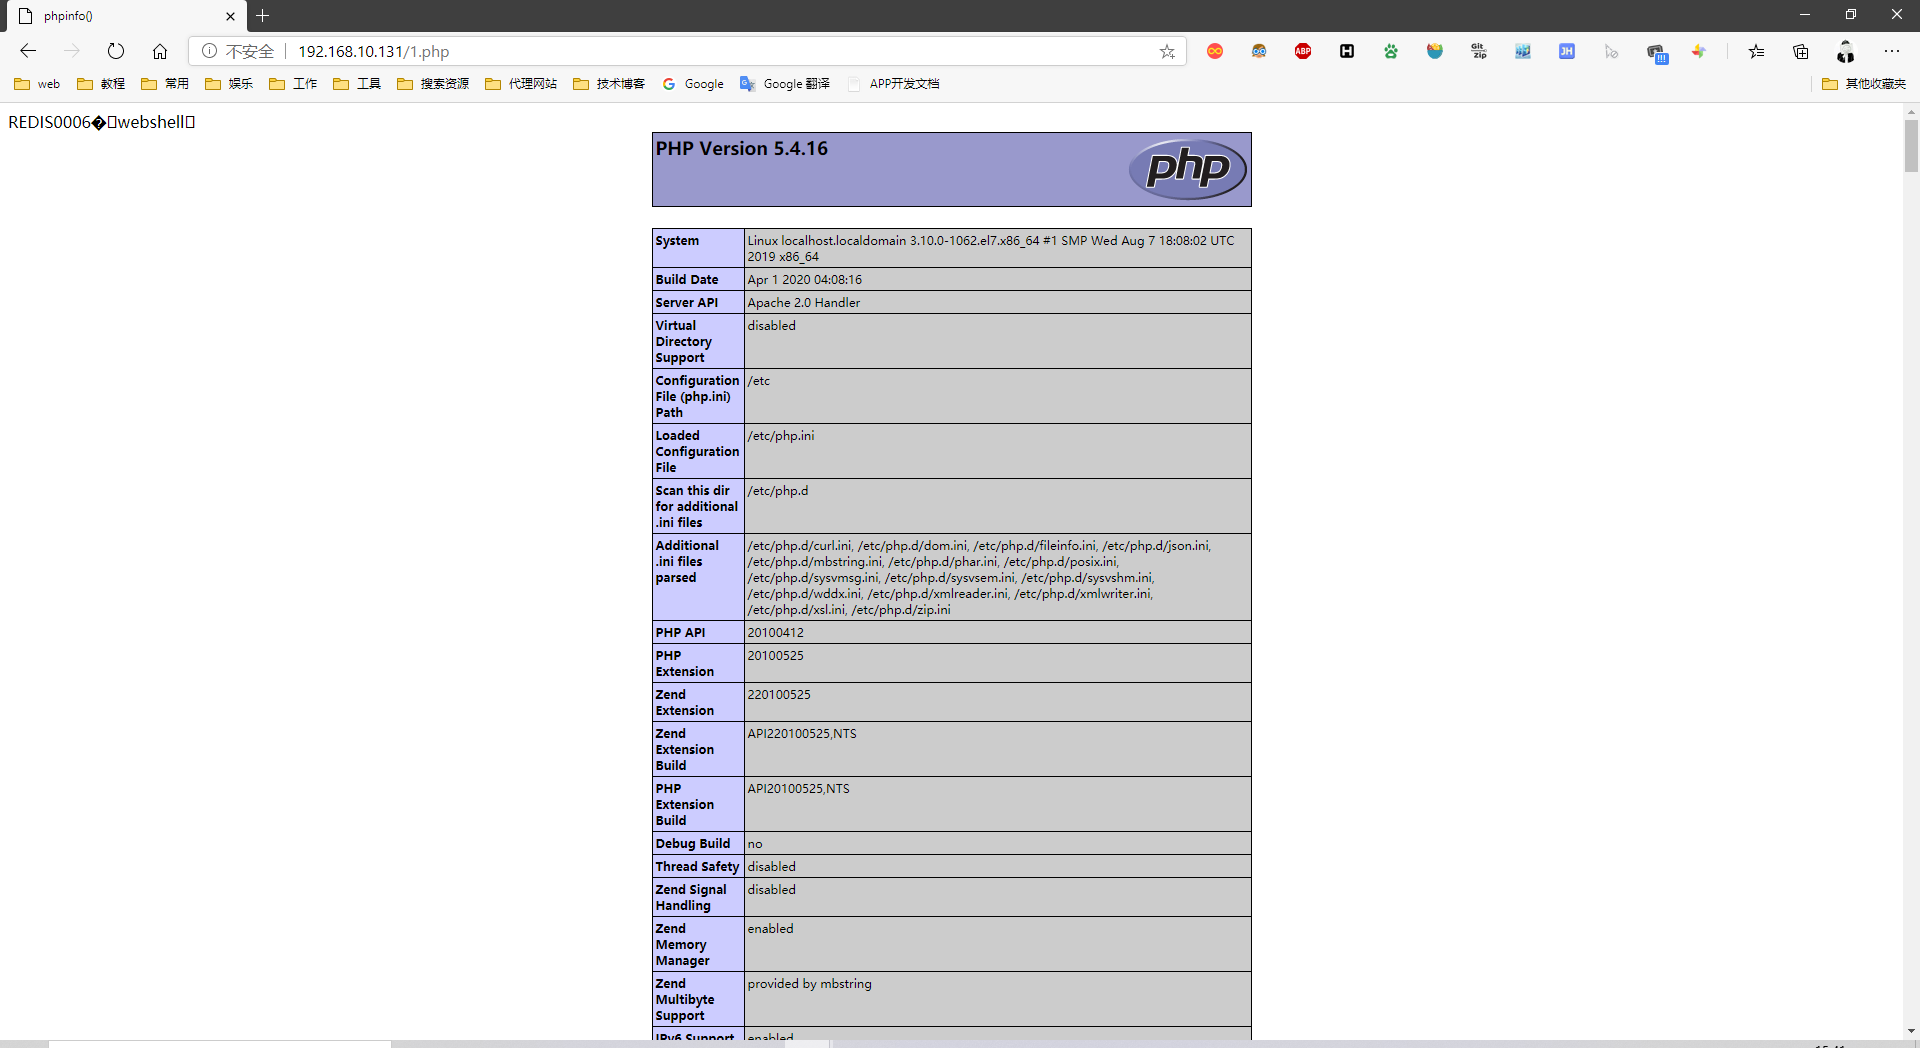 phpinfo()
不安全 192.168.10.131/1.php
ABP
Git
Zip
JH
web 教程 常用 娱乐 工作 工具 搜索资源 代理网站 技术博客 Google Google 翻译 APP开发文档 其他收藏夹
REDIS0006�webshell
PHP Version 5.4.16
php
System Linux localhost.localdomain 3.10.0-1062.el7.x86_64 #1 SMP Wed Aug 7 18:08:02 UTC
2019 x86_64
Build Date Apr 1 2020 04:08:16
Server API Apache 2.0 Handler
Virtual disabled
Directory
Support
Configuration /etc
File (php.ini)
Path
Loaded /etc/php.ini
Configuration
File
Scan this dir /etc/php.d
for additional
.ini files
Additional /etc/php.d/curl.ini, /etc/php.d/dom.ini, /etc/php.d/fileinfo.ini, /etc/php.d/json.ini,
.ini files /etc/php.d/mbstring.ini, /etc/php.d/phar.ini, /etc/php.d/posix.ini,
parsed /etc/php.d/sysvmsg.ini, /etc/php.d/sysvsem.ini, /etc/php.d/sysvshm.ini,
/etc/php.d/wddx.ini, /etc/php.d/xmlreader.ini, /etc/php.d/xmlwriter.ini,
/etc/php.d/xsl.ini, /etc/php.d/zip.ini
PHP API 20100412
PHP 20100525
Extension
Zend 220100525
Extension
Zend API220100525,NTS
Extension
Build
PHP API20100525,NTS
Extension
Build
Debug Build no
Thread Safety disabled
Zend Signal disabled
Handling
Zend enabled
Memory
Manager
Zend provided by mbstring
Multibyte
Support
IPv6 Support enabled